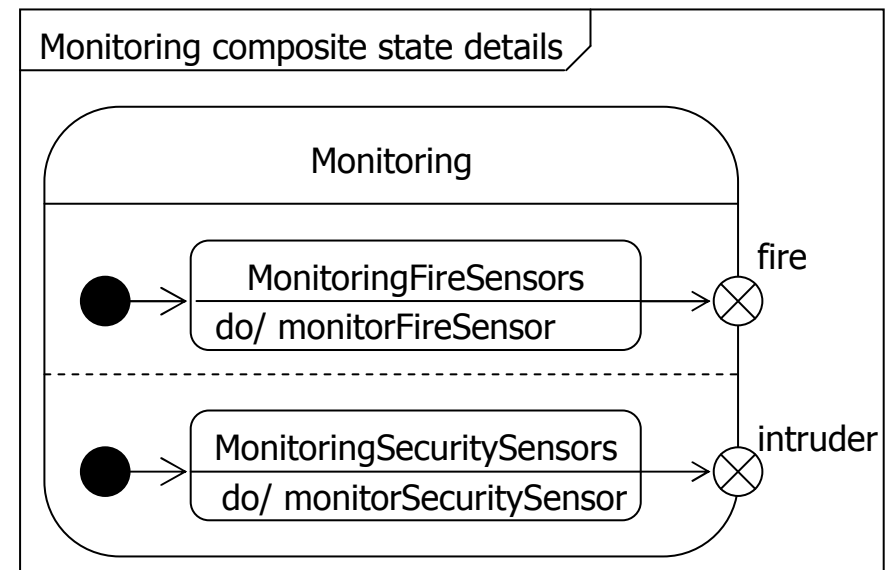 Monitoring composite state details
Monitoring
fire
MonitoringFireSensors
do/ monitorFireSensor
intruder
MonitoringSecuritySensors
do/ monitorSecuritySensor